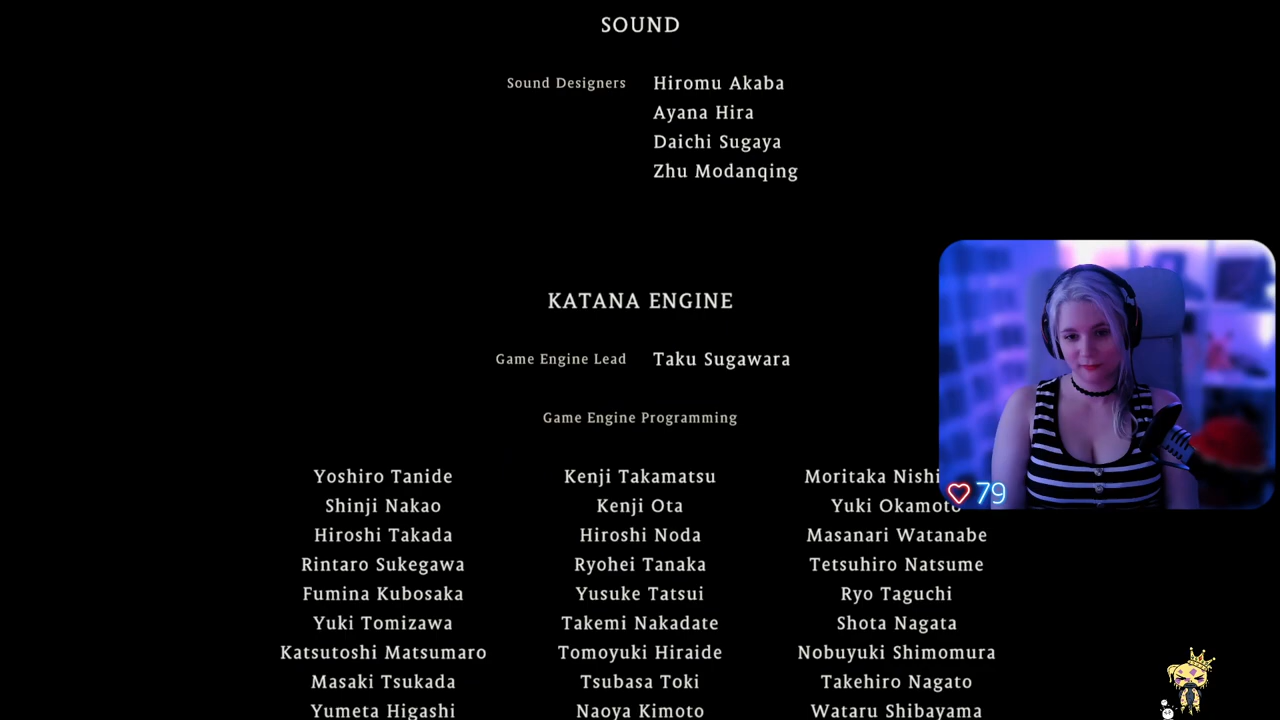 SOUND
Sound Designers Hiromu Akaba
Ayana Hira
Daichi Sugaya
Zhu Modanqing
KATANA ENGINE
Game Engine Lead Taku Sugawara
Game Engine Programming
Yoshiro Tanide Kenji Takamatsu Moritaka Nishi
Shinji Nakao Kenji Ota Yuki Okamoto
Hiroshi Takada Hiroshi Noda Masanari Watanabe
Rintaro Sukegawa Ryohei Tanaka Tetsuhiro Natsume
Fumina Kubosaka Yusuke Tatsui Ryo Taguchi
Yuki Tomizawa Takemi Nakadate Shota Nagata
Katsutoshi Matsumaro Tomoyuki Hiraide Nobuyuki Shimomura
Masaki Tsukada Tsubasa Toki Takehiro Nagato
Yumeta Higashi Naoya Kimoto Wataru Shibayama
79